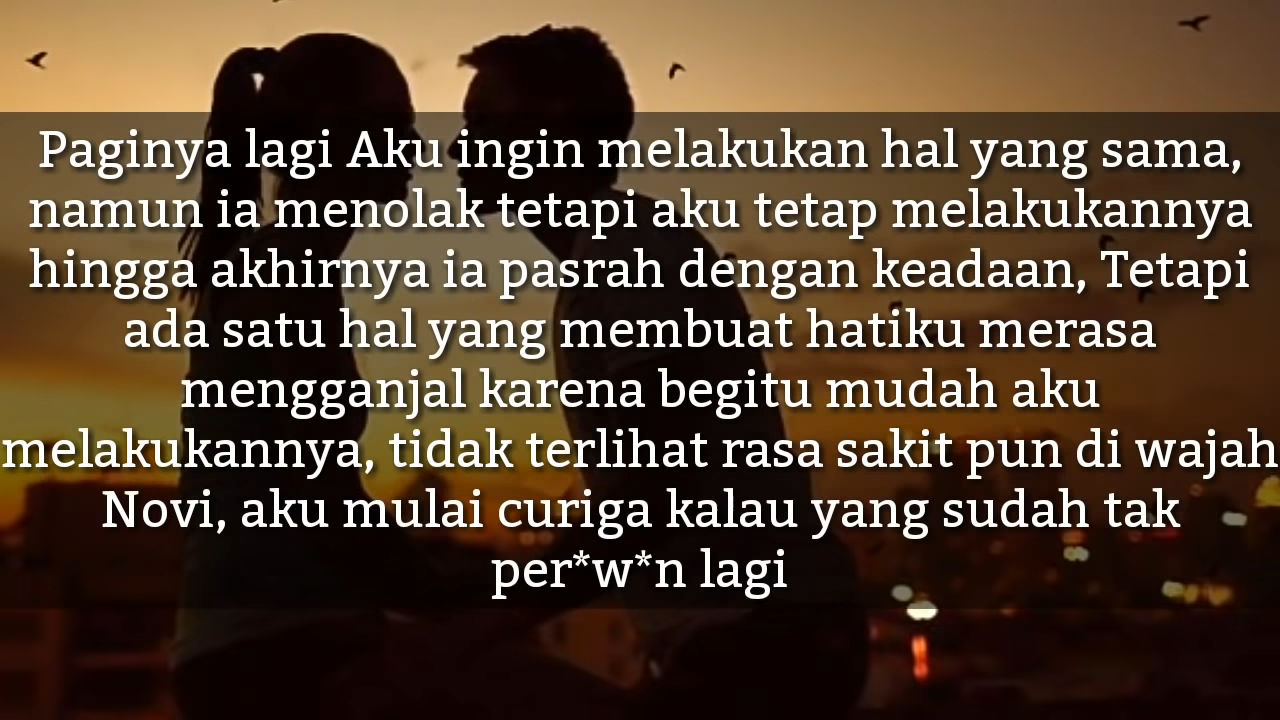 Paginya lagi Aku ingin melakukan hal yang sama,
namun ia menolak tetapi aku tetap melakukannya
hingga akhirnya ia pasrah dengan keadaan, Tetapi
ada satu hal yang membuat hatiku merasa
mengganjal karena begitu mudah aku
melakukannya, tidak terlihat rasa sakit pun di wajah
Novi, aku mulai curiga kalau yang sudah tak
per*w*n lagi